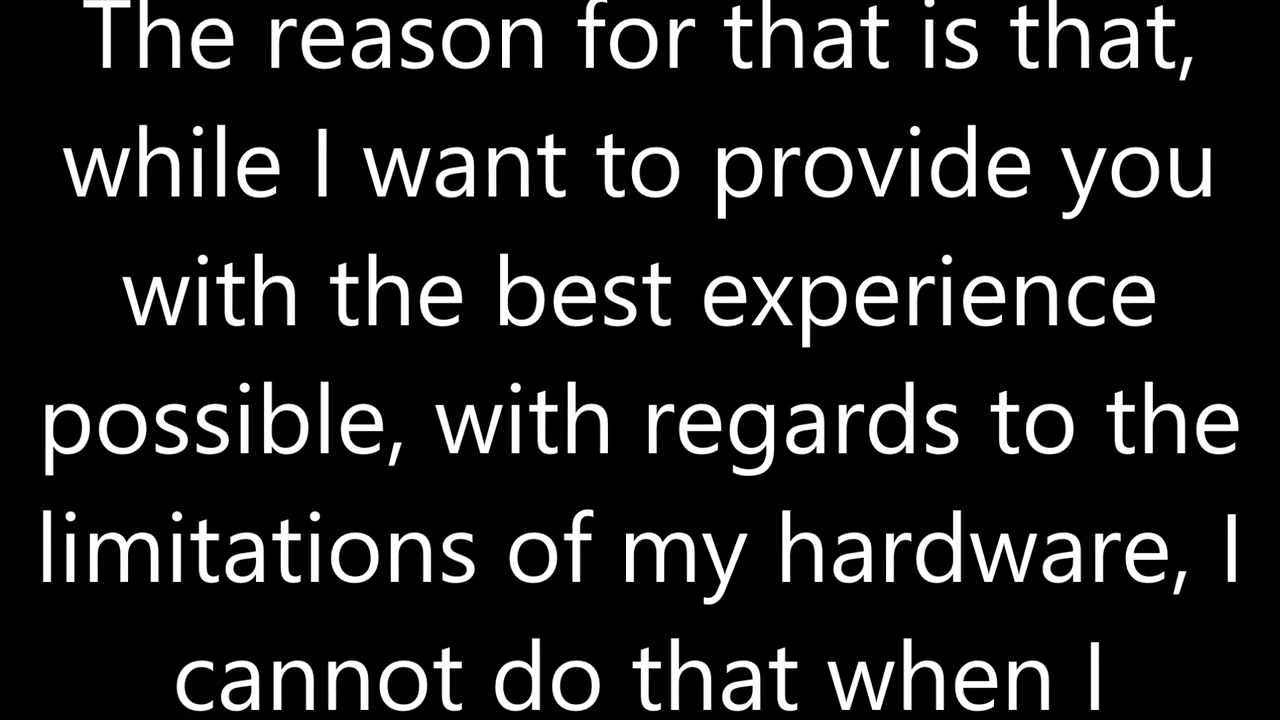 The reason for that is that,
while I want to provide you
with the best experience
possible, with regards to the
limitations of my hardware, I
cannot do that when I